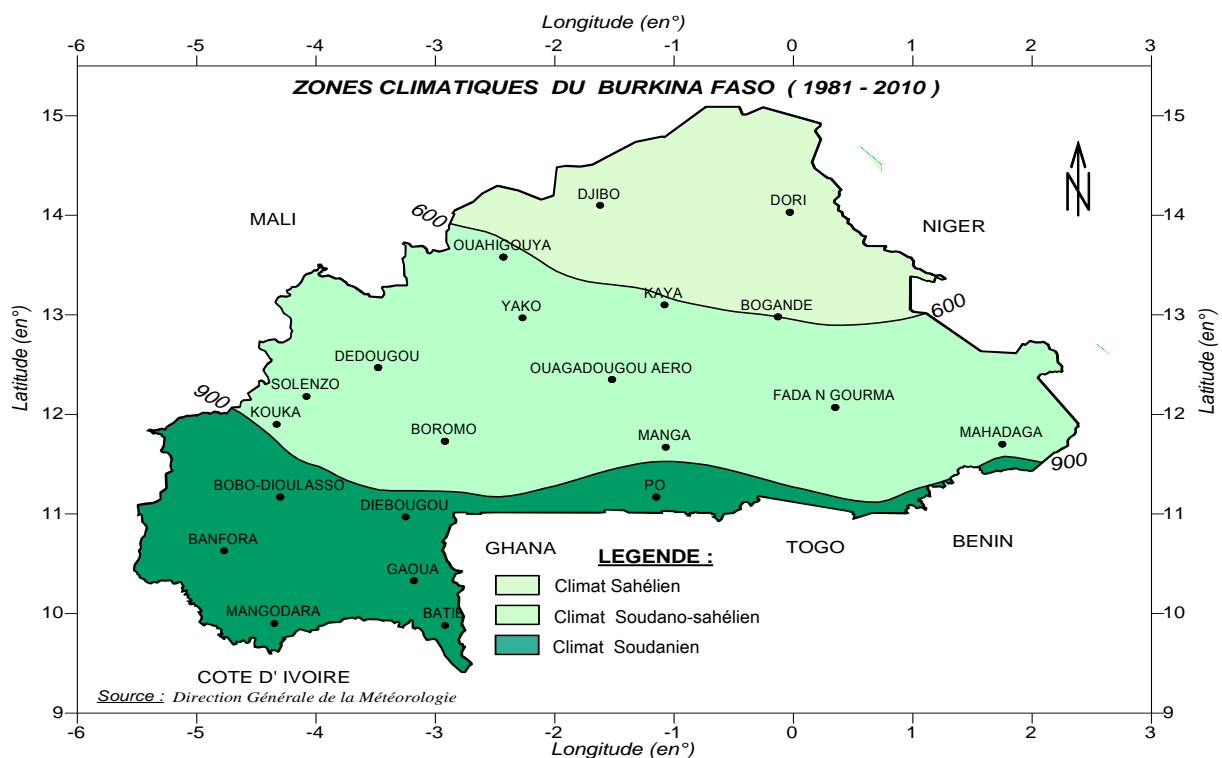 Longitude (en°)
-6 -5 -4 -3 -2 -1 0 1 2 3
ZONES CLIMATIQUES DU BURKINA FASO ( 1981 - 2010 )
15 15
DJIBO
DORI
14 14
MALI
600
NIGER
OUAHIGOUYA
KAYA
BOGANDE
600
YAKO
13 13
Latitude (en°)
Latitude (en°)
DEDOUGOU
OUAGADOUGOU AERO
SOLENZO
FADA N GOURMA
900
KOUKA
12 12
BOROMO
MANGA
MAHADAGA
900
BOBO-DIOULASSO
PO
DIEBOUGOU
11 11
BANFORA
GHANA
TOGO
BENIN
LEGENDE :
GAOUA
Climat Sahélien
MANGODARA
BATIE
10 10
Climat Soudano-sahélien
Climat Soudanien
COTE D' IVOIRE
Source : Direction Générale de la Météorologie
9 9
-6 -5 -4 -3 -2 -1 0 1 2 3
Longitude (en°)
N